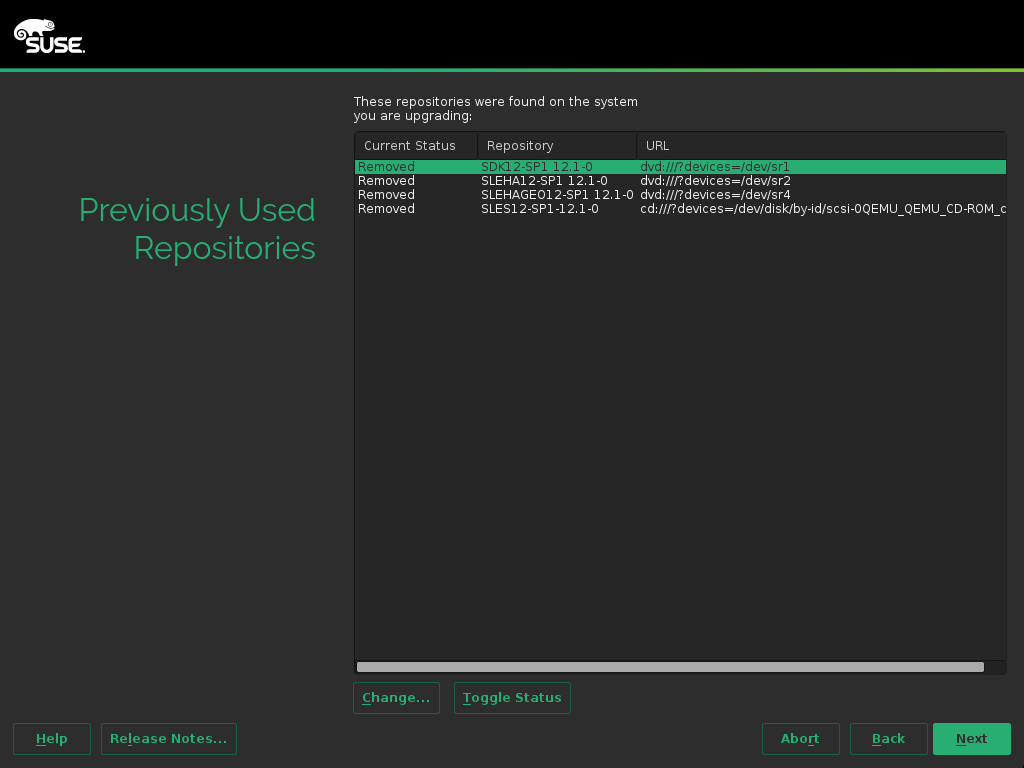 SUSE.
These repositories were found on the system
you are upgrading:
Previously Used
Repositories
Current Status Repository URL
Removed SDK12-SP1 12.1-0 dvd:///?devices=/dev/sr1
Removed SLEHA12-SP1 12.1-0 dvd:///?devices=/dev/sr2
Removed SLEHAGEO12-SP1 12.1-0 dvd:///?devices=/dev/sr4
Removed SLES12-SP1-12.1-0 cd:///?devices=/dev/disk/by-id/scsi-0QEMU_QEMU_CD-ROM_c
Change... Toggle Status
Help Release Notes... Abort Back Next